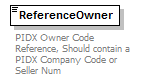 ReferenceOwner
PIDX Owner Code
Reference, Should contain a
PIDX Company Code or
Seller Num